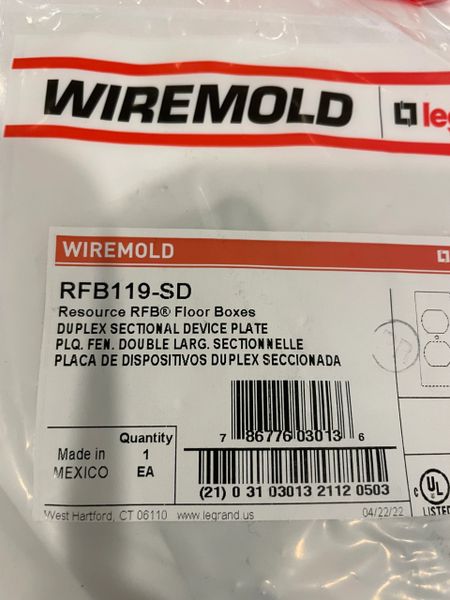 WIREMOLD
WIREMOLD
RFB119-SD
Resource RFB® Floor Boxes
DUPLEX SECTIONAL DEVICE PLATE
PLQ. FEN. DOUBLE LARG. SECTIONNELLE
PLACA DE DISPOSITIVOS DUPLEX SECCIONADA
Made in
MEXICO
Quantity
1
EA
7 86776 03013 6
(21) 0 31 03013 2112 0503
C UL
LISTED
West Hartford, CT 06110 www.legrand.us
04/22/22